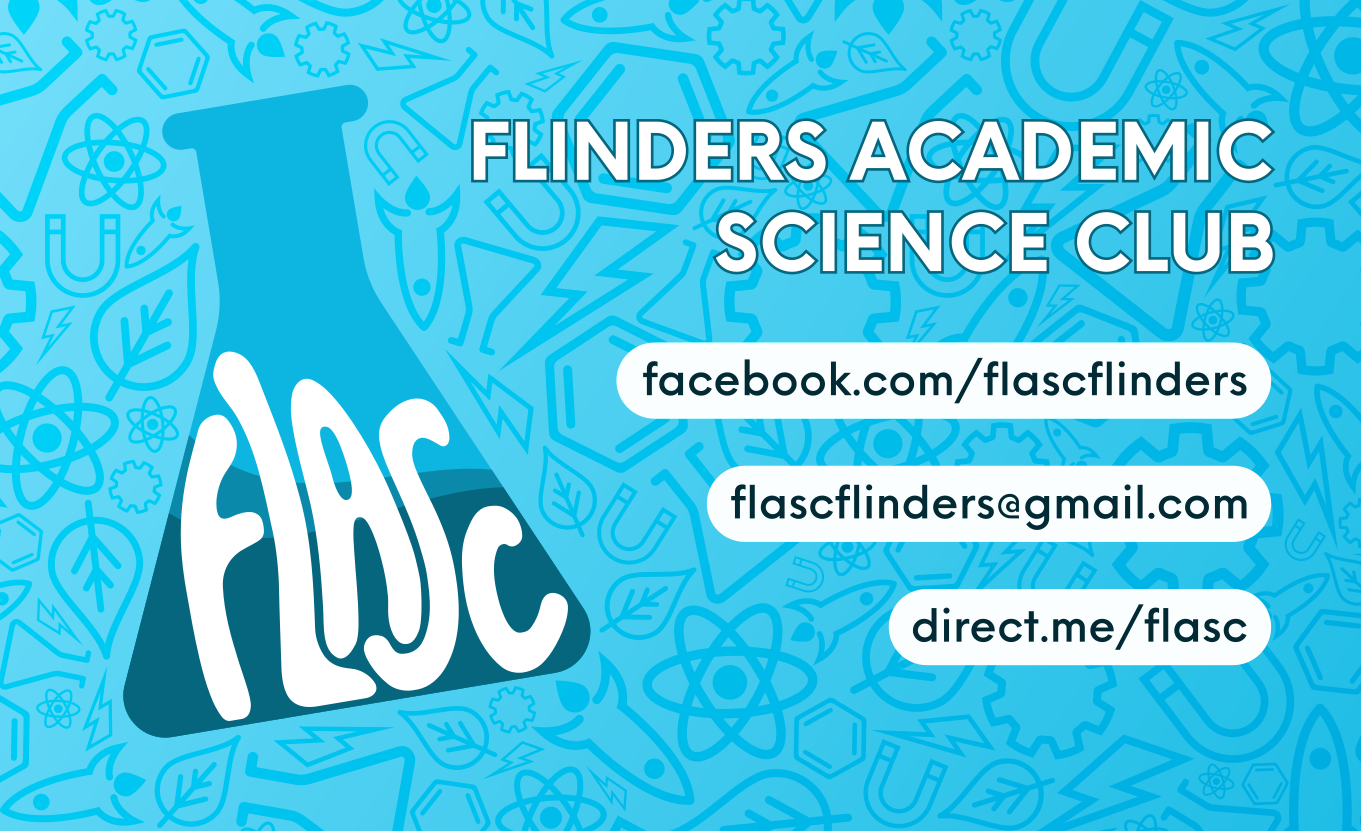 FLINDERS ACADEMIC
SCIENCE CLUB
facebook.com/flascflinders
flascflinders@gmail.com
direct.me/flasc
FLASC